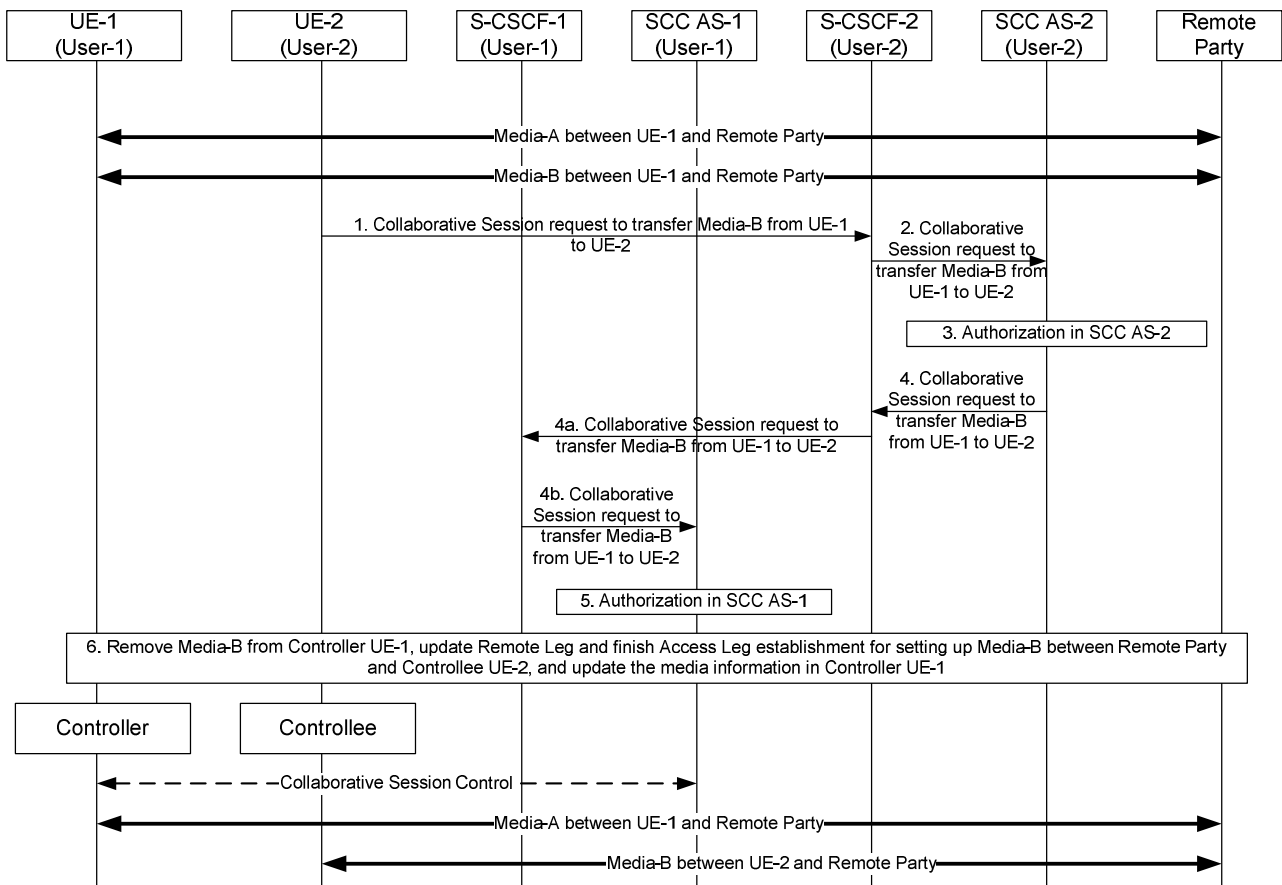 UE-1
(User-1)
UE-2
(User-2)
S-CSCF-1
(User-1)
SCC AS-1
(User-1)
S-CSCF-2
(User-2)
SCC AS-2
(User-2)
Remote
Party
Media-A between UE-1 and Remote Party
Media-B between UE-1 and Remote Party
1. Collaborative Session request to transfer Media-B from UE-1
to UE-2
2. Collaborative
Session request to
transfer Media-B from
UE-1 to UE-2
3. Authorization in SCC AS-2
4. Collaborative
Session request to
transfer Media-B
from UE-1 to UE-2
4a. Collaborative Session request to
transfer Media-B from UE-1 to UE-2
4b. Collaborative
Session request to
transfer Media-B
from UE-1 to UE-2
5. Authorization in SCC AS-1
6. Remove Media-B from Controller UE-1, update Remote Leg and finish Access Leg establishment for setting up Media-B between Remote Party
and Controllee UE-2, and update the media information in Controller UE-1
Controller
Controllee
Collaborative Session Control
Media-A between UE-1 and Remote Party
Media-B between UE-2 and Remote Party